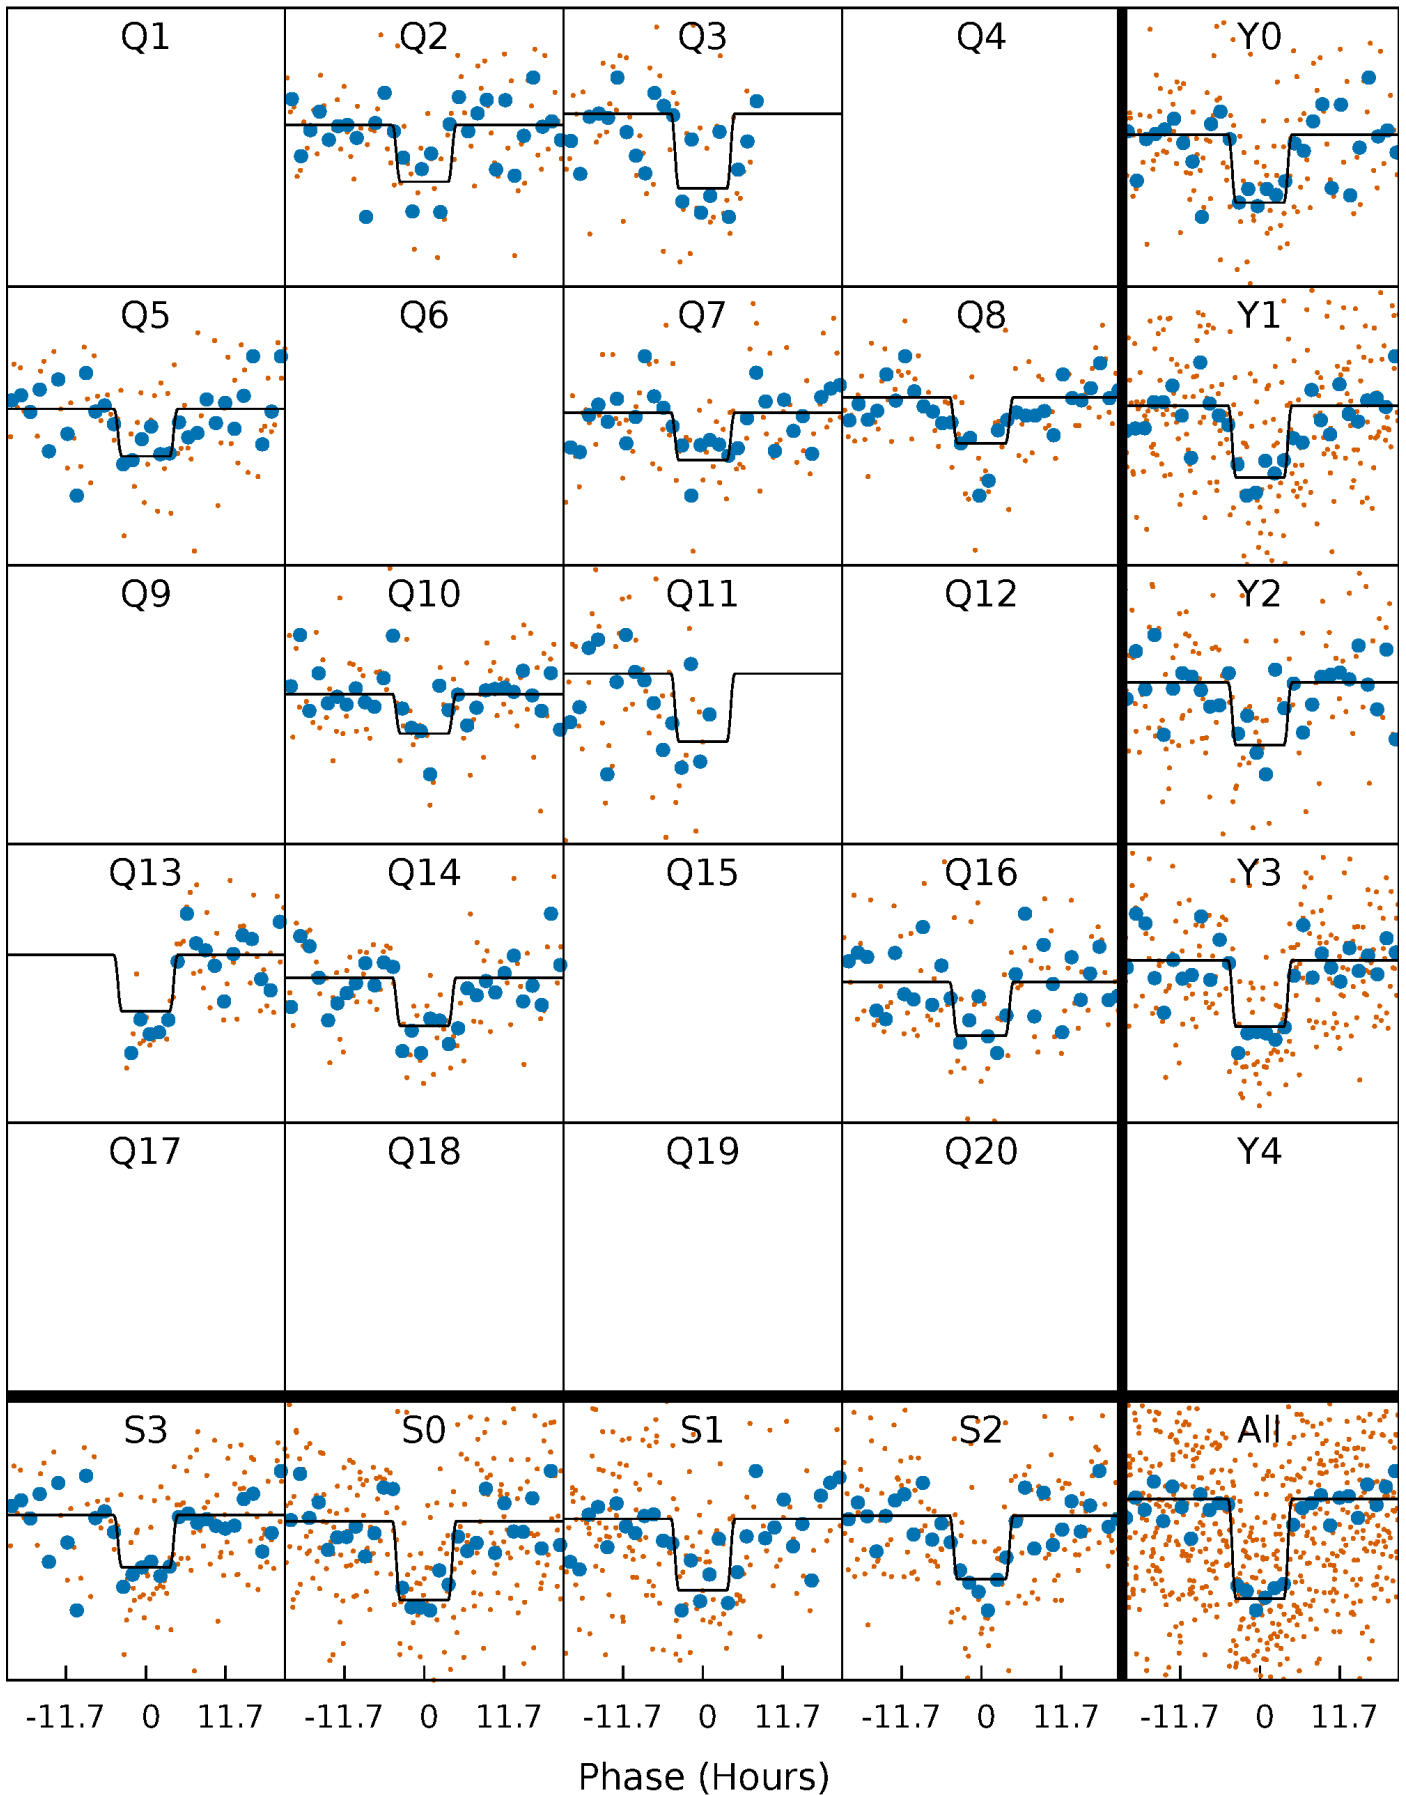 Q1 Q2 Q3 Q4 Y0
Q5 Q6 Q7 Q8 Y1
Q9 Q10 Q11 Q12 Y2
Q13 Q14 Q15 Q16 Y3
Q17 Q18 Q19 Q20 Y4
S3 S0 S1 S2 All
-11.7 0 11.7 -11.7 0 11.7 -11.7 0 11.7 -11.7 0 11.7 -11.7 0 11.7
Phase (Hours)